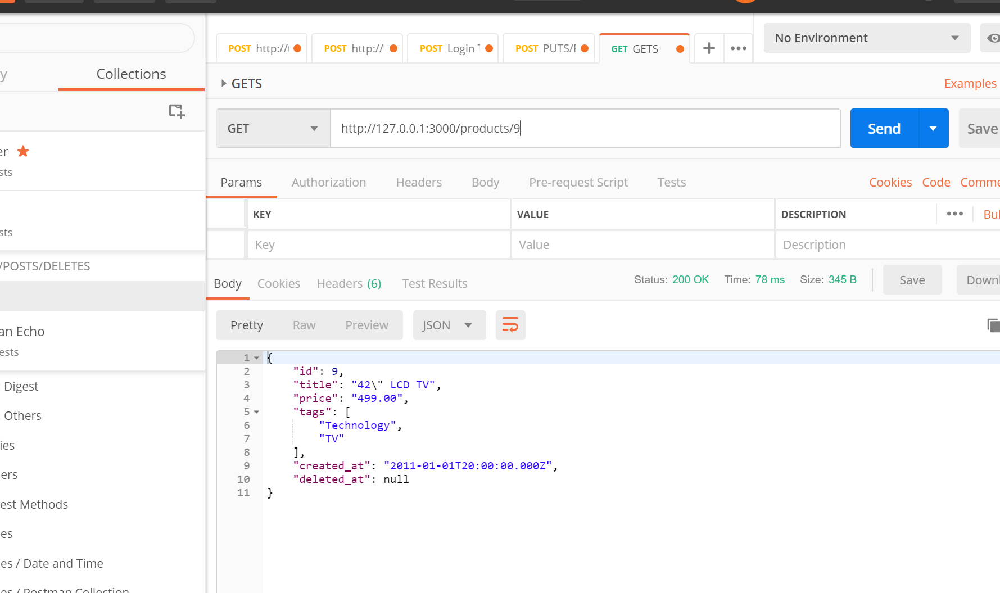 POST http://
POST http://
POST Login
POST PUTS/
GET GETS
No Environment
Collections
GETS
Examples
GET
http://127.0.0.1:3000/products/9
Send
Save
Params
Authorization
Headers
Body
Pre-request Script
Tests
Cookies
Code
Comme
KEY
VALUE
DESCRIPTION
Bul
Key
Value
Description
Body
Cookies
Headers (6)
Test Results
Status: 200 OK
Time: 78 ms
Size: 345 B
Save
Down
Pretty
Raw
Preview
JSON
1 {
2 "id": 9,
3 "title": "42\" LCD TV",
4 "price": "499.00",
5 "tags": [
6 "Technology",
7 "TV"
8 ],
9 "created_at": "2011-01-01T20:00:00.000Z",
10 "deleted_at": null
11 }
y
er
sts
sts
/POSTS/DELETES
an Echo
ests
Digest
Others
ies
ers
est Methods
es
es / Date and Time
es / Postman Collection